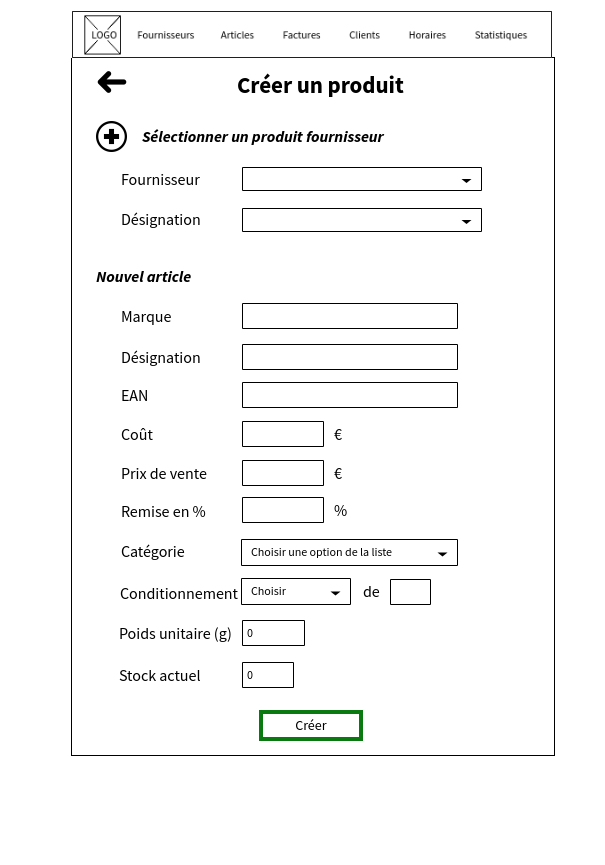 LOGO Fournisseurs Articles Factures Clients Horaires Statistiques
Créer un produit
Sélectionner un produit fournisseur
Fournisseur
Désignation
Nouvel article
Marque
Désignation
EAN
Coût €
Prix de vente €
Remise en % %
Catégorie Choisir une option de la liste
Conditionnement Choisir de
Poids unitaire (g) 0
Stock actuel 0
Créer